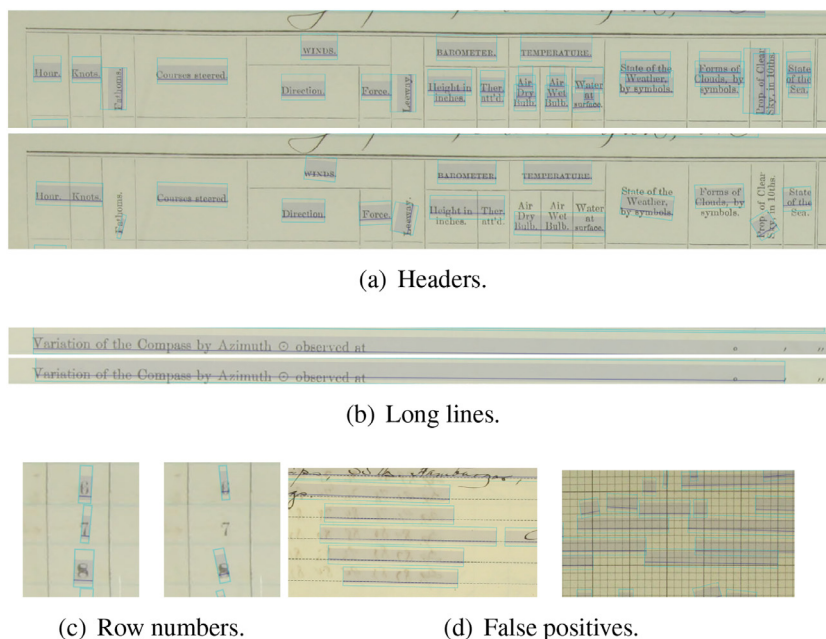 Hour.
Knots.
Fathoms.
Courses steered.
WINDS.
Direction.
Force.
Leeway.
BAROMETER.
Height in
inches.
Ther.
att'd.
TEMPERATURE.
Air
Dry
Bulb.
Air
Wet
Bulb.
Water
at
surface.
State of the
Weather,
by symbols.
Forms of
Clouds, by
symbols.
Prop. of Clear
Sky, in 10ths.
State
of the
Sea.
Hour.
Knots.
Fathoms.
Courses steered.
WINDS.
Direction.
Force.
Leeway.
BAROMETER.
Height in
inches.
Ther.
att'd.
TEMPERATURE.
Air
Dry
Bulb.
Air
Wet
Bulb.
Water
at
surface.
State of the
Weather,
by symbols.
Forms of
Clouds, by
symbols.
Prop. of Clear
Sky, in 10ths.
State
of the
Sea.
(a) Headers.
Variation of the Compass by Azimuth ⊙ observed at ° ' "
Variation of the Compass by Azimuth ⊙ observed at ° ' "
(b) Long lines.
6
7
8
7
8
(c) Row numbers.
(d) False positives.